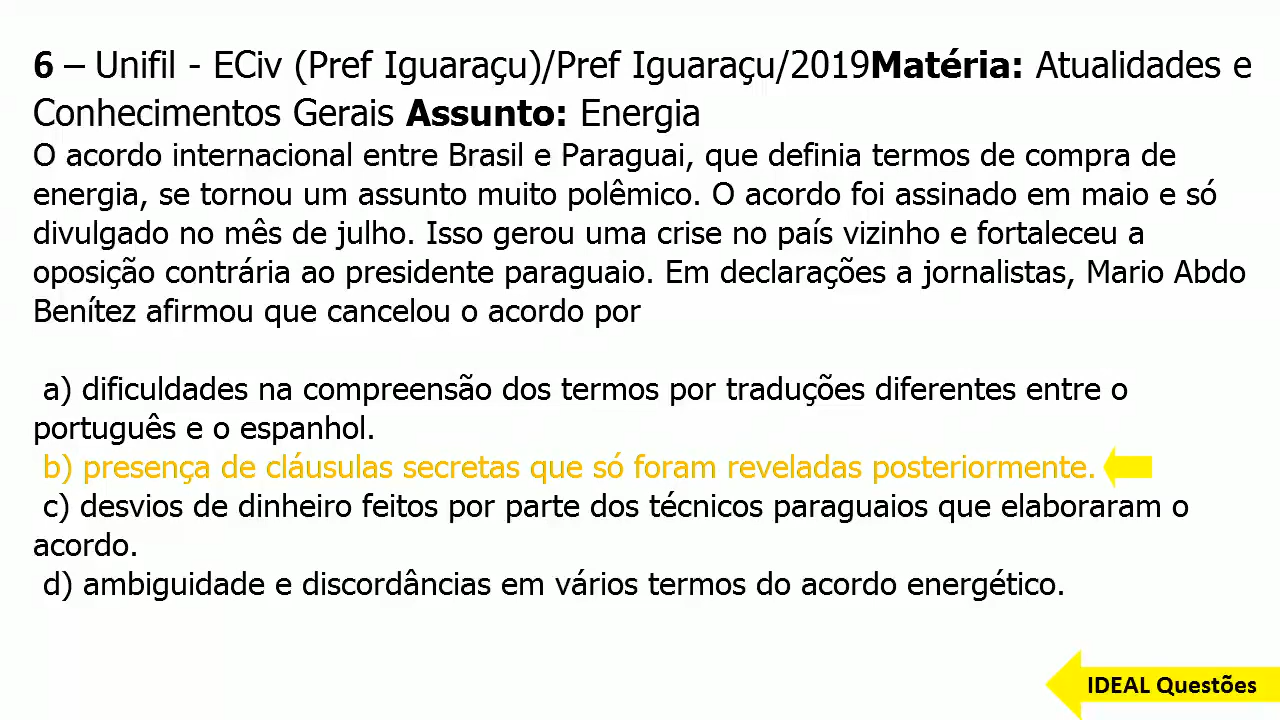 6 – Unifil - ECiv (Pref Iguaraçu)/Pref Iguaraçu/2019Matéria: Atualidades e
Conhecimentos Gerais Assunto: Energia
O acordo internacional entre Brasil e Paraguai, que definia termos de compra de
energia, se tornou um assunto muito polêmico. O acordo foi assinado em maio e só
divulgado no mês de julho. Isso gerou uma crise no país vizinho e fortaleceu a
oposição contrária ao presidente paraguaio. Em declarações a jornalistas, Mario Abdo
Benítez afirmou que cancelou o acordo por
a) dificuldades na compreensão dos termos por traduções diferentes entre o
português e o espanhol.
b) presença de cláusulas secretas que só foram reveladas posteriormente.
c) desvios de dinheiro feitos por parte dos técnicos paraguaios que elaboraram o
acordo.
d) ambiguidade e discordâncias em vários termos do acordo energético.
IDEAL Questões